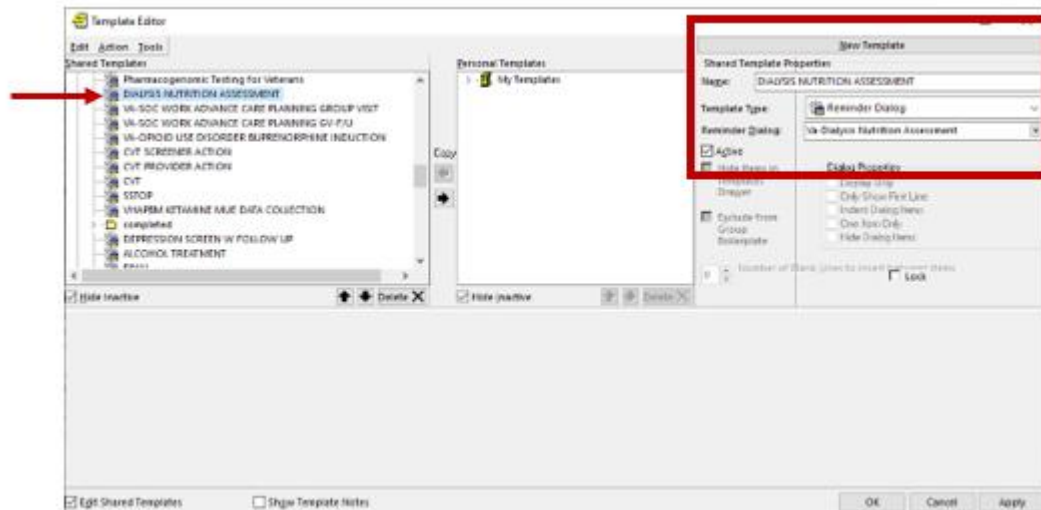 Template Editor
Edit Action Tools
Shared Templates
Pharmacogenomic Testing for Veterans
DIALYSIS NUTRITION ASSESSMENT
VA-SOC WORK ADVANCE CARE PLANNING GROUP VISIT
VA-SOC WORK ADVANCE CARE PLANNING GV-F/U
VA-OPIOID USE DISORDER BUPRENORPHINE INDUCTION
CVT SCREENER ACTION
CVT PROVIDER ACTION
CVT
SSTOP
VHAPBM KETAMINE MUE DATA COLLECTION
completed
DEPRESSION SCREEN W FOLLOW UP
ALCOHOL TREATMENT
Hide Inactive
Delete
Copy
Personal Templates
My Templates
Hide Inactive
Delete
New Template
Shared Template Properties
Name: DIALYSIS NUTRITION ASSESSMENT
Template Type: Reminder Dialog
Reminder Dialog: Va-Dialysis Nutrition Assessment
Active
Hide Items in
Templates
Drawer
Exclude from
Group
Boilerplate
Dialog Properties
Display Only
Only Show First Line
Indent Dialog Items
One Item Only
Hide Dialog Items
0 Number of Blank Lines to insert between items
Lock
Edit Shared Templates
Show Template Notes
OK Cancel Apply